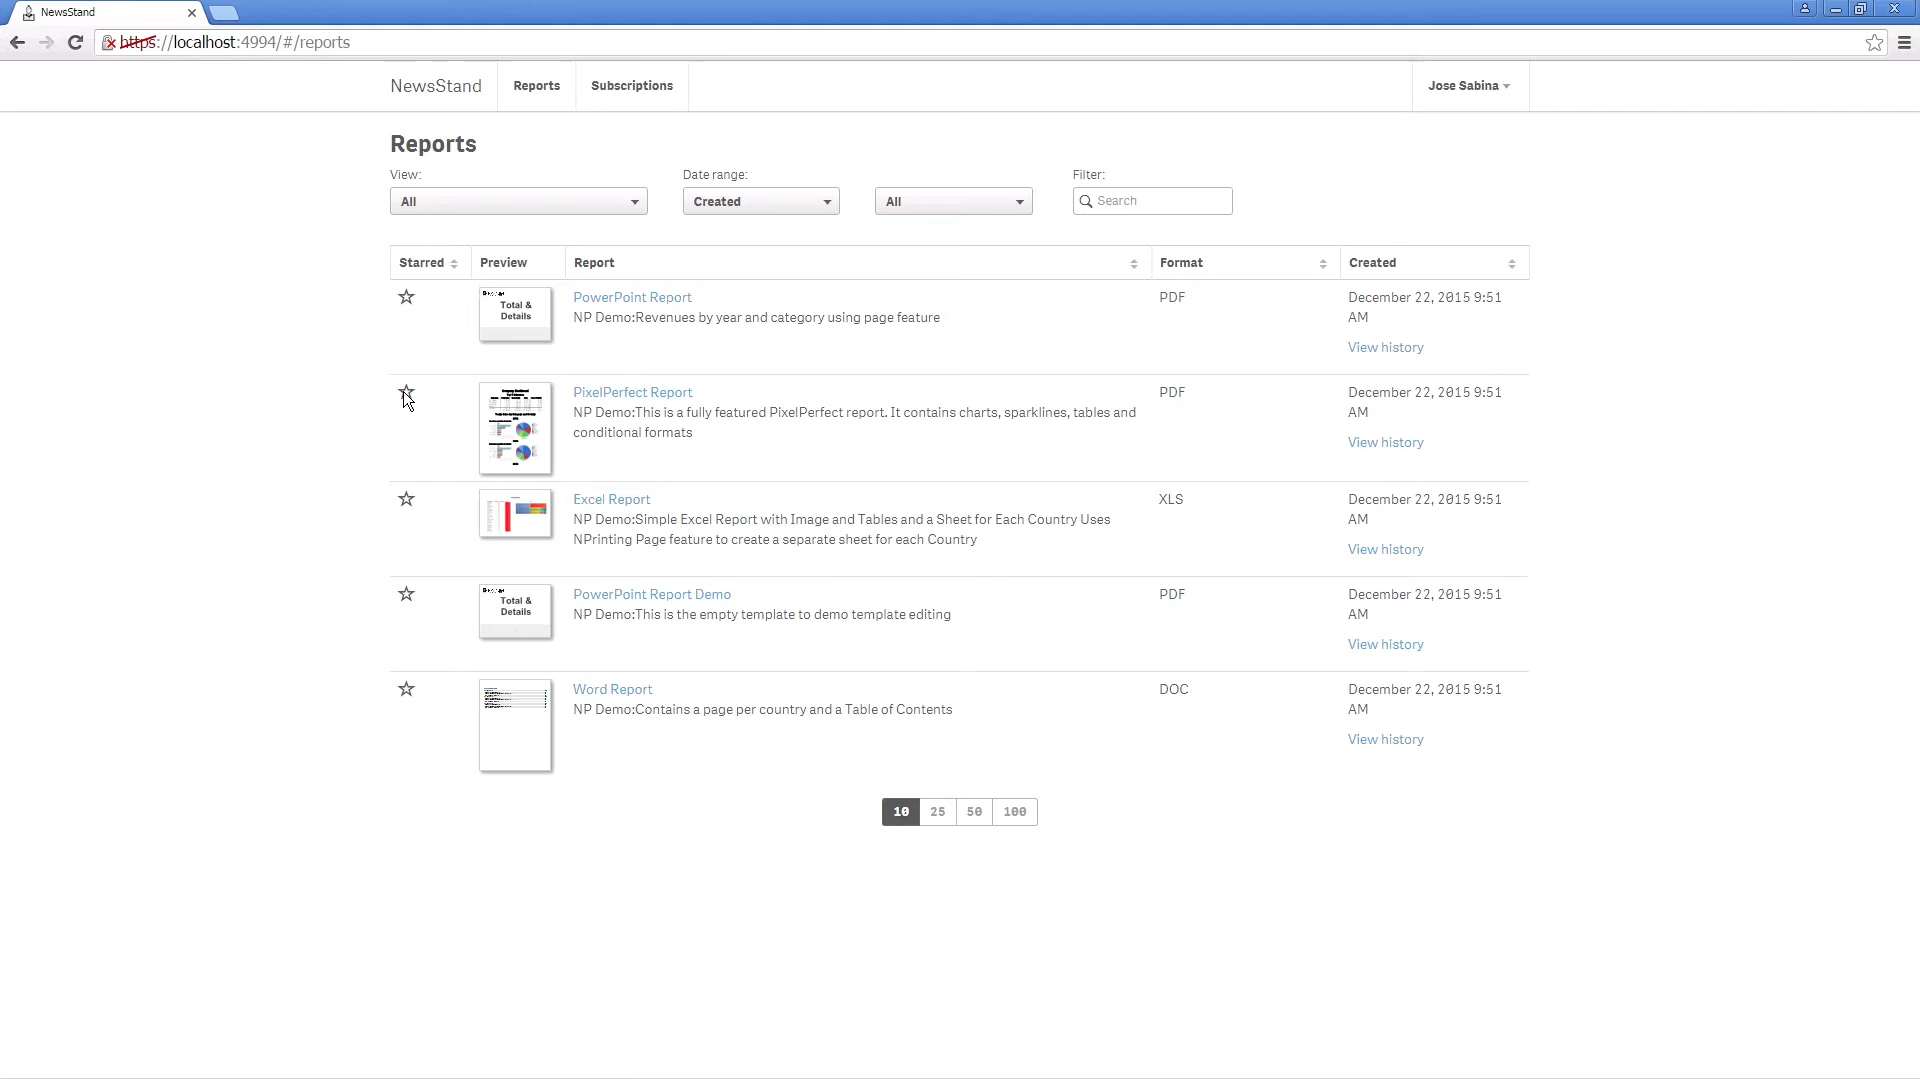 NewsStand
https://localhost:4994/#/reports
NewsStand Reports Subscriptions Jose Sabina
Reports
View: Date range: Filter:
All Created All Search
Starred Preview Report Format Created
Total &
Details
PowerPoint Report PDF December 22, 2015 9:51
NP Demo:Revenues by year and category using page feature AM
View history
PixelPerfect Report PDF December 22, 2015 9:51
NP Demo:This is a fully featured PixelPerfect report. It contains charts, sparklines, tables and AM
conditional formats
View history
Excel Report XLS December 22, 2015 9:51
NP Demo:Simple Excel Report with Image and Tables and a Sheet for Each Country Uses AM
NPrinting Page feature to create a separate sheet for each Country
View history
Total &
Details
PowerPoint Report Demo PDF December 22, 2015 9:51
NP Demo:This is the empty template to demo template editing AM
View history
Word Report DOC December 22, 2015 9:51
NP Demo:Contains a page per country and a Table of Contents AM
View history
10 25 50 100